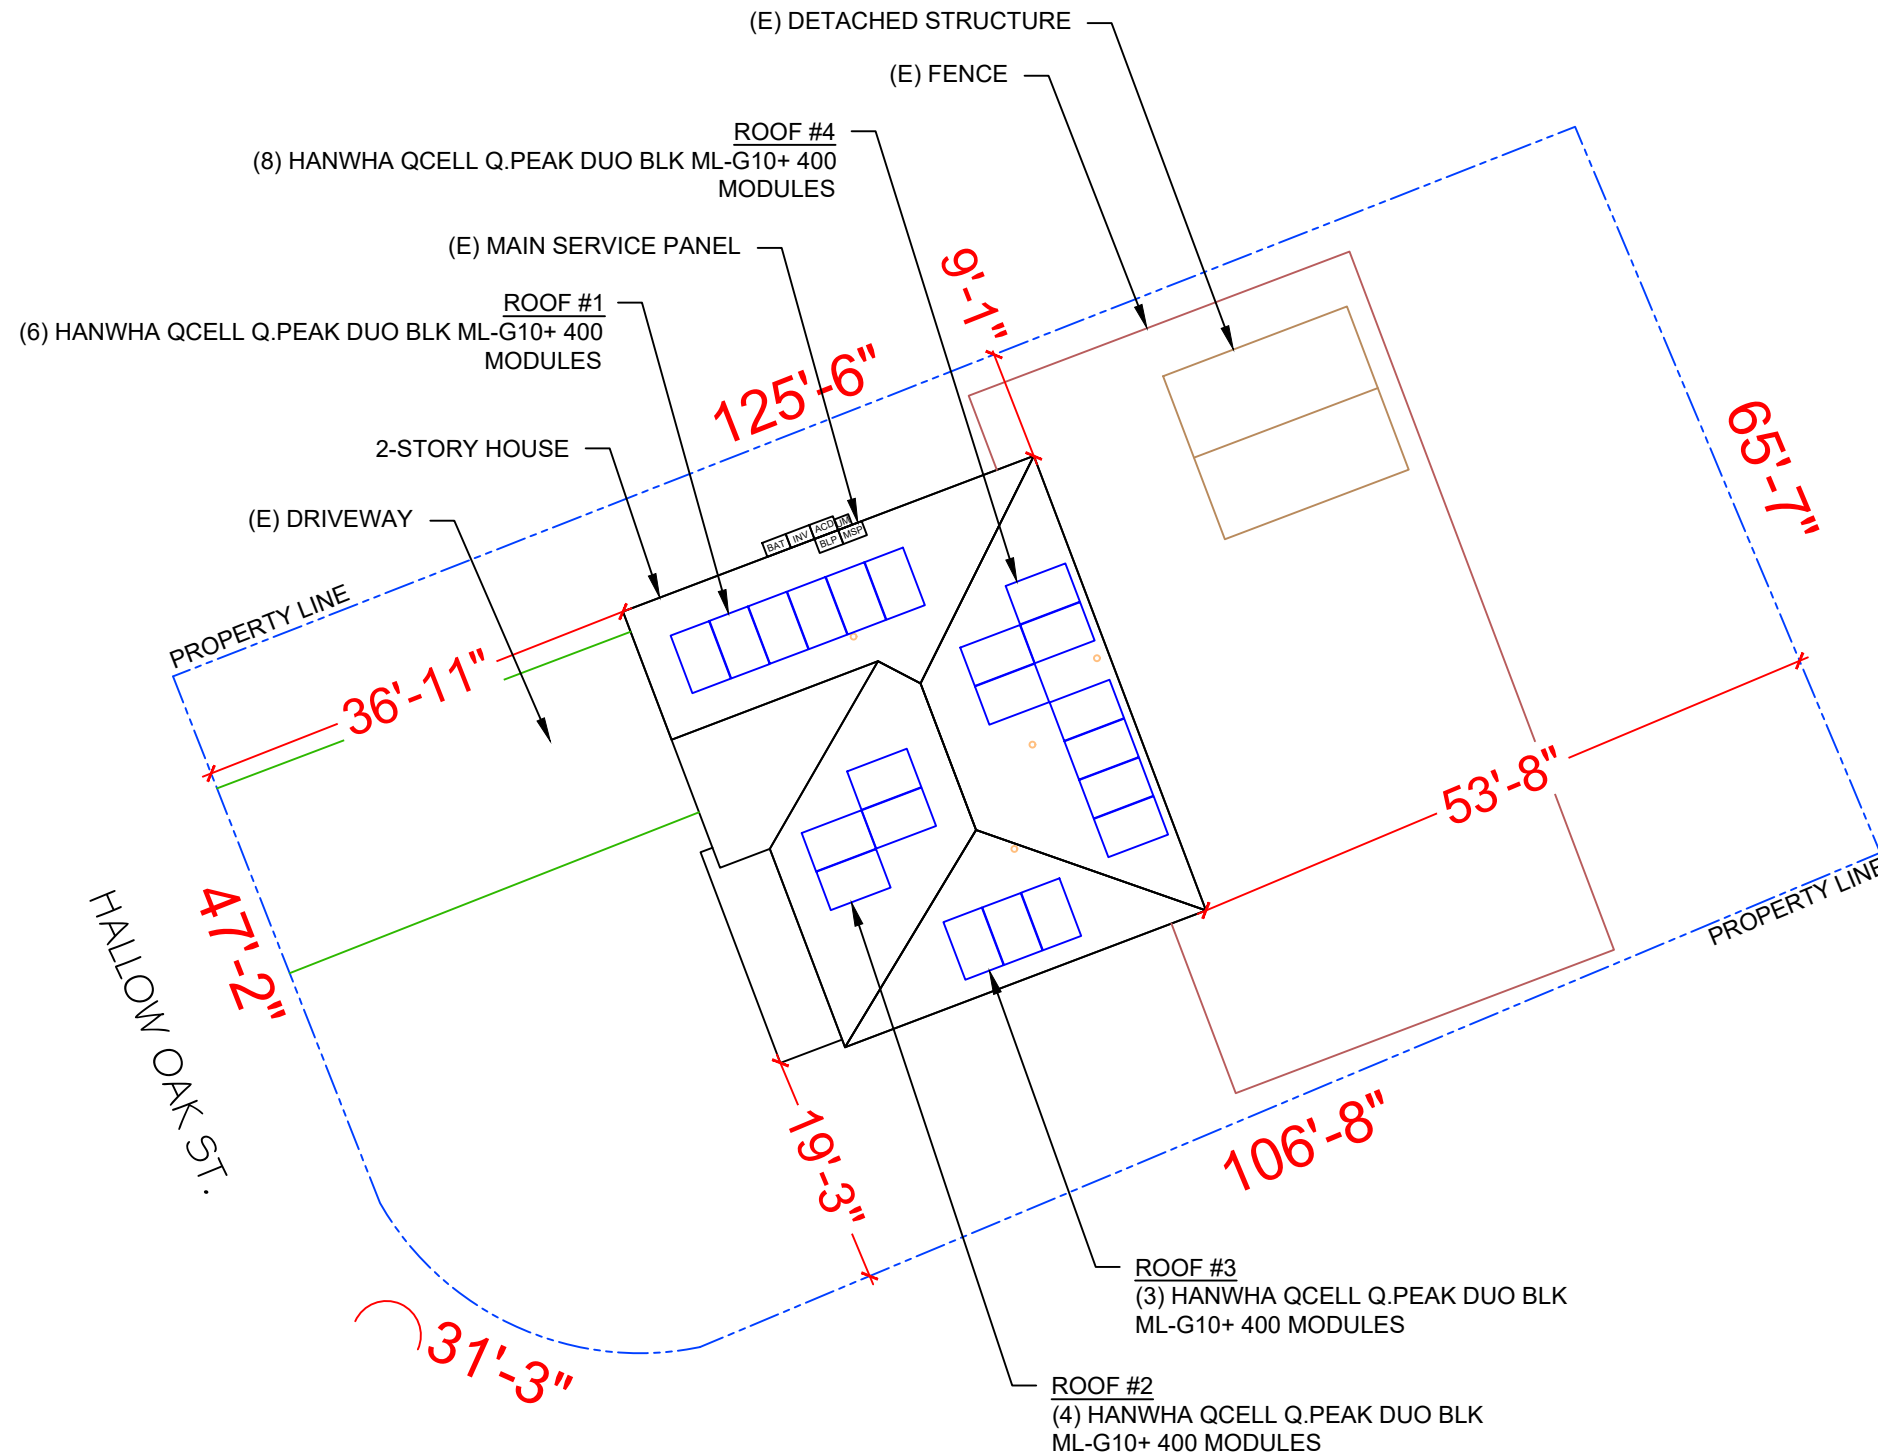 (E) DETACHED STRUCTURE
(E) FENCE
ROOF #4
(8) HANWHA QCELL Q.PEAK DUO BLK ML-G10+ 400
MODULES
(E) MAIN SERVICE PANEL
9'-1"
ROOF #1
(6) HANWHA QCELL Q.PEAK DUO BLK ML-G10+ 400
MODULES
125'-6"
65'-7"
2-STORY HOUSE
(E) DRIVEWAY
BAT
INV
ACD
UM
BLP
MSP
PROPERTY LINE
36'-11"
53'-8"
PROPERTY LINE
47'-2"
HALLOW OAK ST.
19'-3"
106'-8"
ROOF #3
(3) HANWHA QCELL Q.PEAK DUO BLK
ML-G10+ 400 MODULES
31'-3"
ROOF #2
(4) HANWHA QCELL Q.PEAK DUO BLK
ML-G10+ 400 MODULES